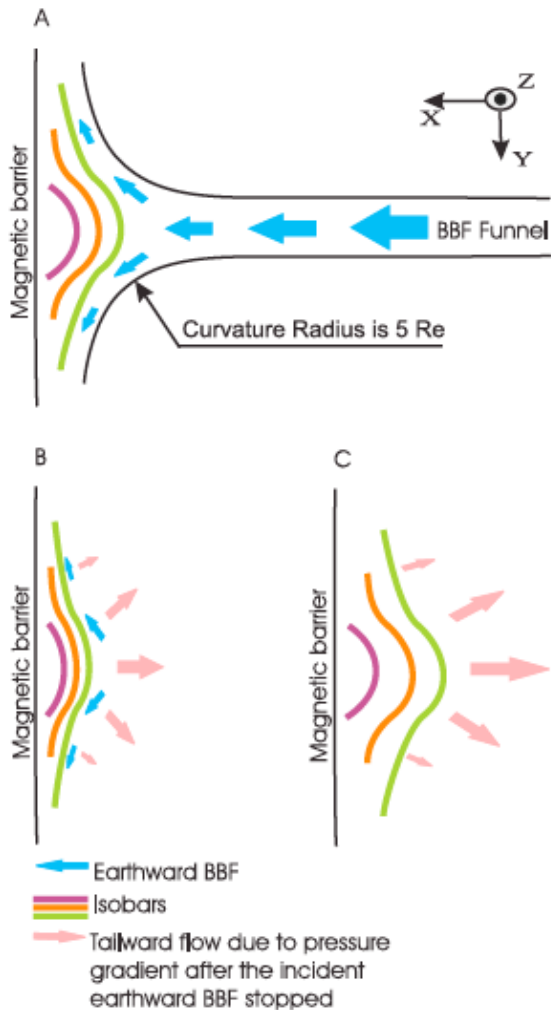 A
Z
X
Y
Magnetic barrier
BBF Funnel
Curvature Radius is 5 Re
B
C
Magnetic barrier
Magnetic barrier
Earthward BBF
Isobars
Tailward flow due to pressure
gradient after the incident
earthward BBF stopped